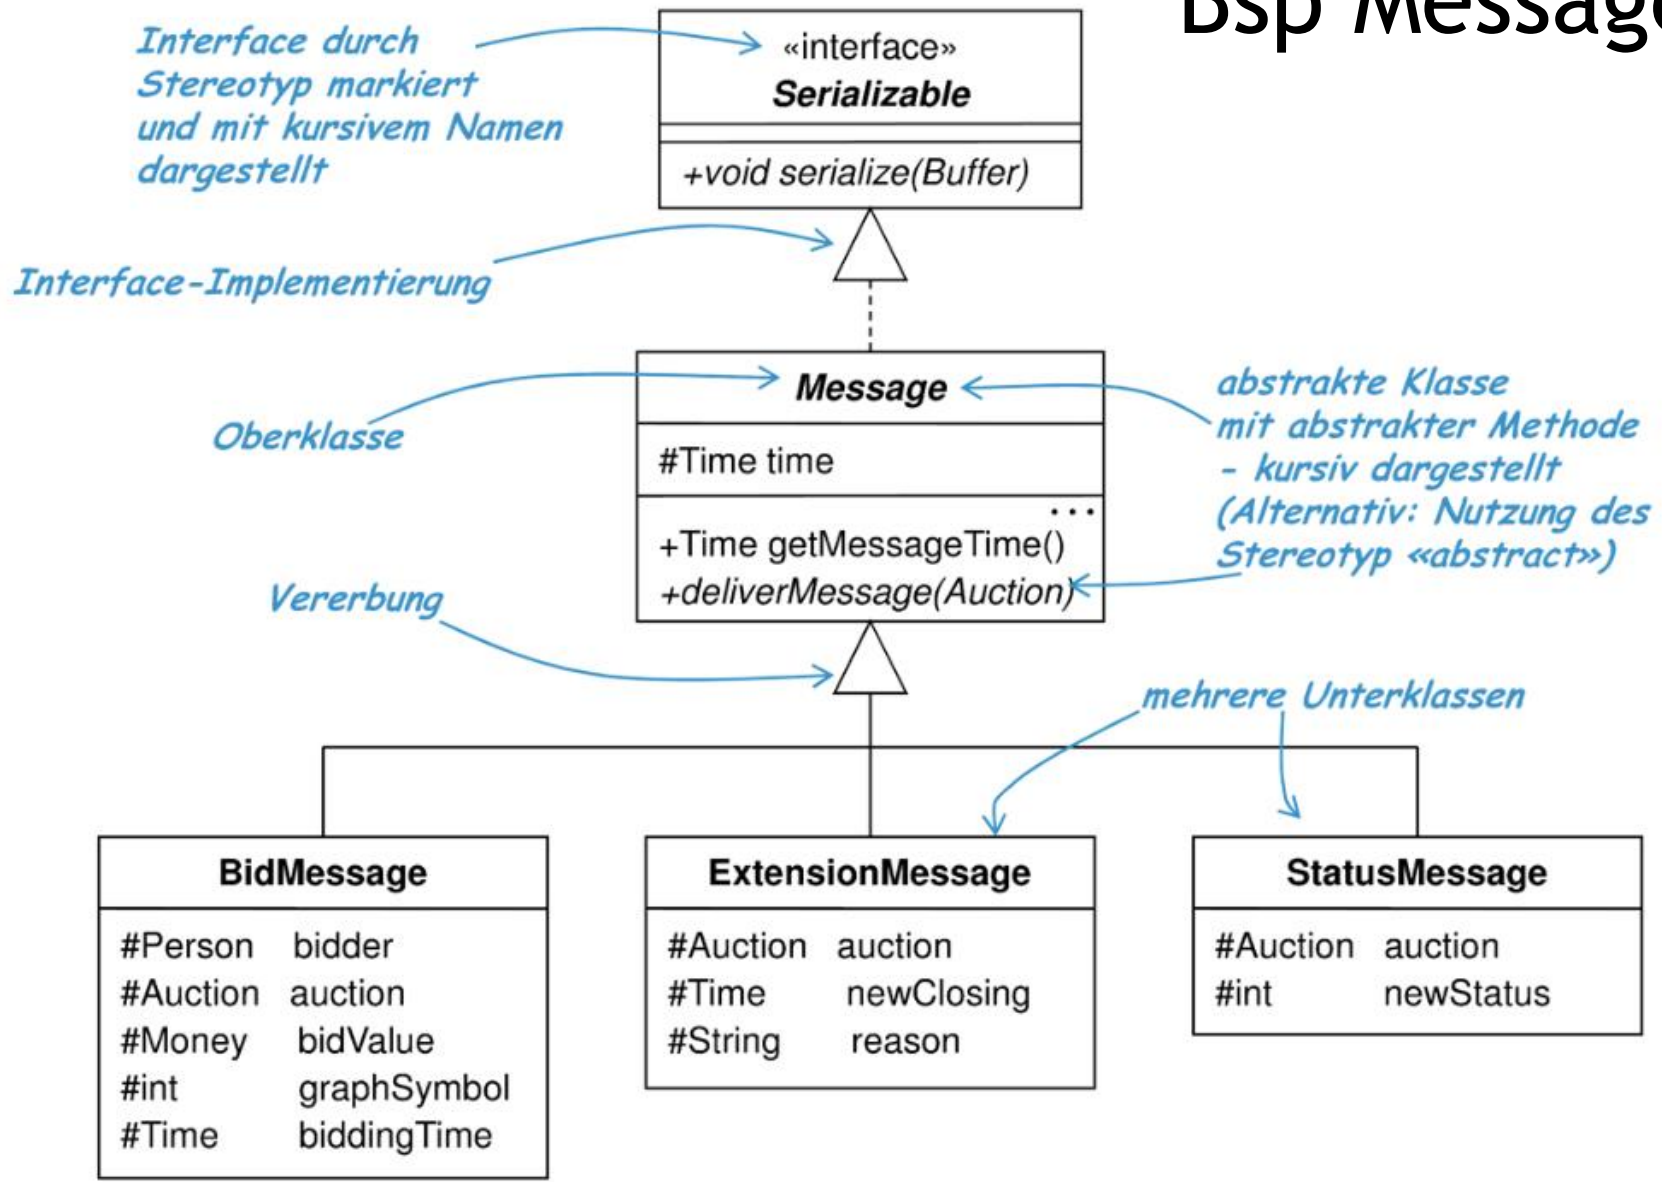 Bsp Message
Interface durch
Stereotyp markiert
und mit kursivem Namen
dargestellt
«interface»
Serializable
+void serialize(Buffer)
Interface-Implementierung
Message
#Time time
...
+Time getMessageTime()
+deliverMessage(Auction)
Oberklasse
abstrakte Klasse
mit abstrakter Methode
- kursiv dargestellt
(Alternativ: Nutzung des
Stereotyp «abstract»)
Vererbung
mehrere Unterklassen
BidMessage
#Person bidder
#Auction auction
#Money bidValue
#int graphSymbol
#Time biddingTime
ExtensionMessage
#Auction auction
#Time newClosing
#String reason
StatusMessage
#Auction auction
#int newStatus